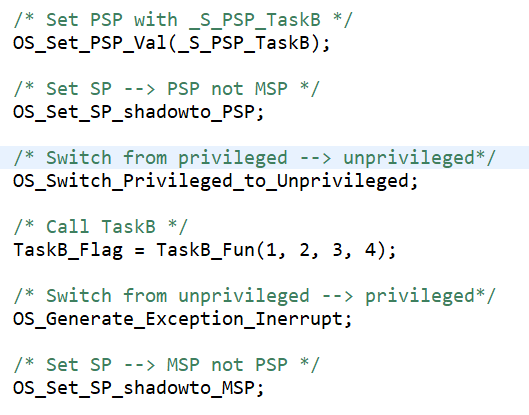 /* Set PSP with _S_PSP_TaskB */
OS_Set_PSP_Val(_S_PSP_TaskB);
/* Set SP --> PSP not MSP */
OS_Set_SP_shadowto_PSP;
/* Switch from privileged --> unprivileged*/
OS_Switch_Privileged_to_Unprivileged;
/* Call TaskB */
TaskB_Flag = TaskB_Fun(1, 2, 3, 4);
/* Switch from unprivileged --> privileged*/
OS_Generate_Exception_Inerrupt;
/* Set SP --> MSP not PSP */
OS_Set_SP_shadowto_MSP;